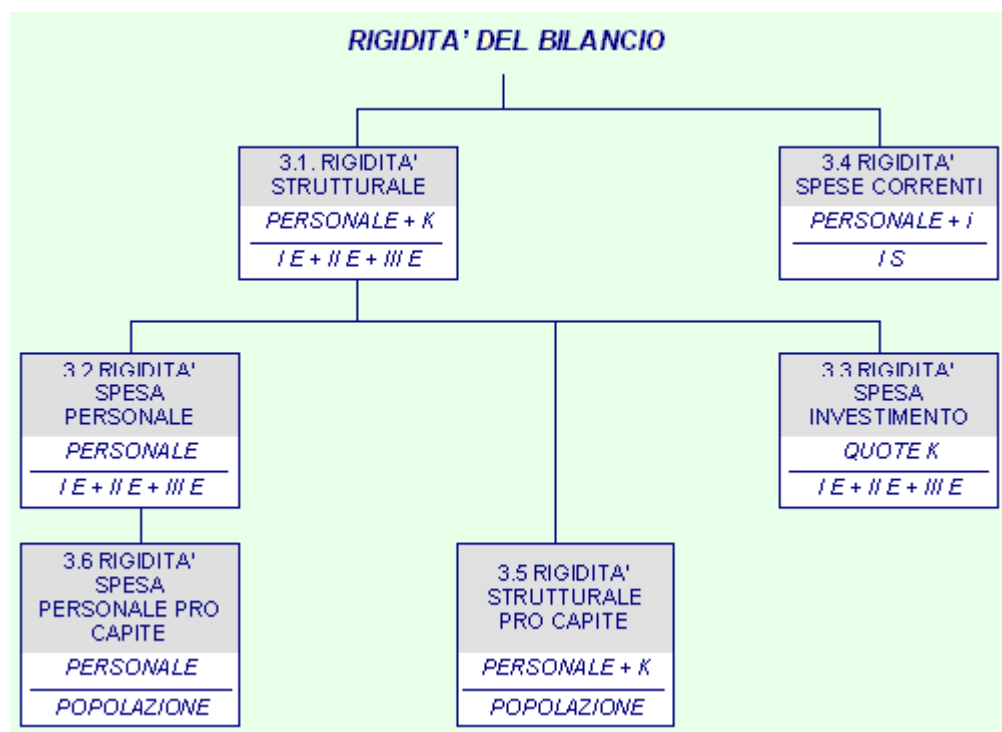 RIGIDITA' DEL BILANCIO
3.1. RIGIDITA'
STRUTTURALE
PERSONALE + K
I E + II E + III E
3.4 RIGIDITA'
SPESE CORRENTI
PERSONALE + i
I S
3.2 RIGIDITA'
SPESA
PERSONALE
PERSONALE
I E + II E + III E
3.3 RIGIDITA'
SPESA
INVESTIMENTO
QUOTE K
I E + II E + III E
3.6 RIGIDITA'
SPESA
PERSONALE PRO
CAPITE
PERSONALE
POPOLAZIONE
3.5 RIGIDITA'
STRUTTURALE
PRO CAPITE
PERSONALE + K
POPOLAZIONE